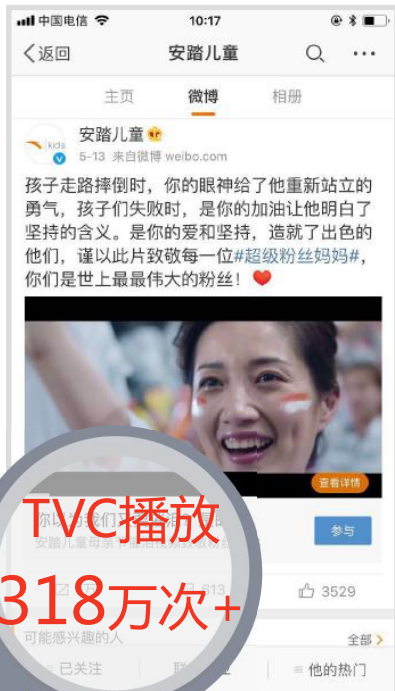 中国电信 10:17
返回 安踏儿童
主页 微博 相册
kids
安踏儿童
5-13 来自微博 weibo.com
孩子走路摔倒时，你的眼神给了他重新站立的
勇气，孩子们失败时，是你的加油让他明白了
坚持的含义。是你的爱和坚持，造就了出色的
他们，谨以此片致敬每一位#超级粉丝妈妈#，
你们是世上最最伟大的粉丝！❤
查看详情
TVC播放
参与
613 3529
318万次+
可能感兴趣的人 全部
已关注 他的热门